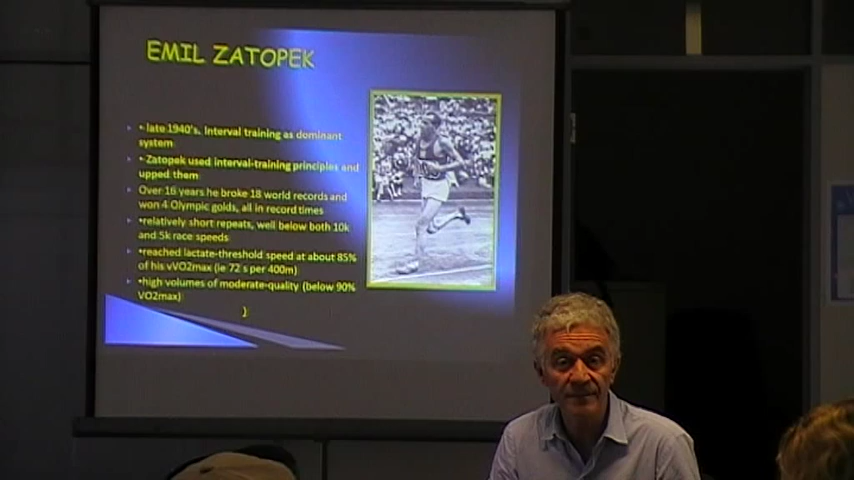 EMIL ZATOPEK
•late 1940's. Interval training as dominant
system
•Zatopek used interval-training principles and
upped them
Over 16 years he broke 18 world records and
won 4 Olympic golds, all in record times
•relatively short repeats, well below both 10k
and 5k race speeds
•reached lactate-threshold speed at about 85%
of his vVO2max (ie 72 s per 400m)
•high volumes of moderate-quality (below 90%
VO2max)
)